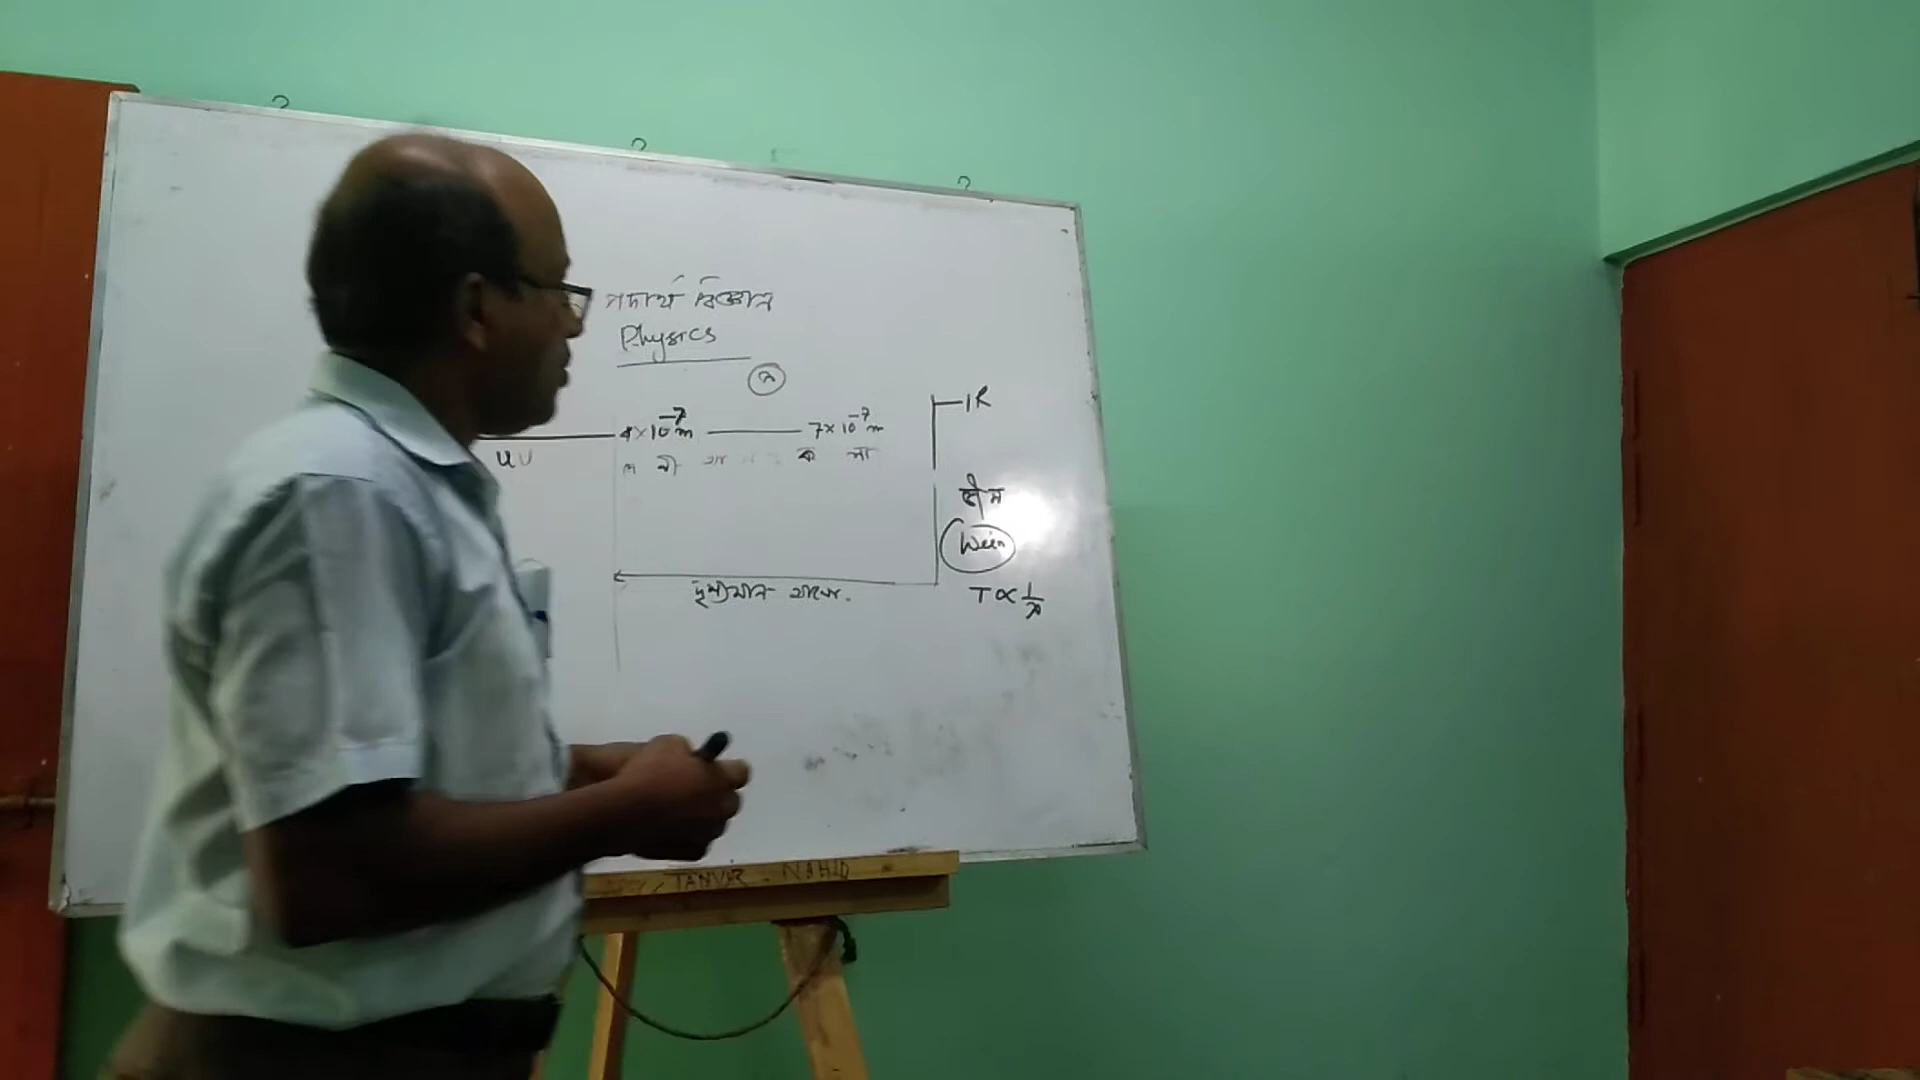 পদার্থ বিজ্ঞান
Physics
λ
4×10⁻⁷m — 7×10⁻⁷m
UV
নী
ক লা
IR
Wein
T ∝ 1/λ
দৃশ্যমান আলো.
TANVIR - NAHID